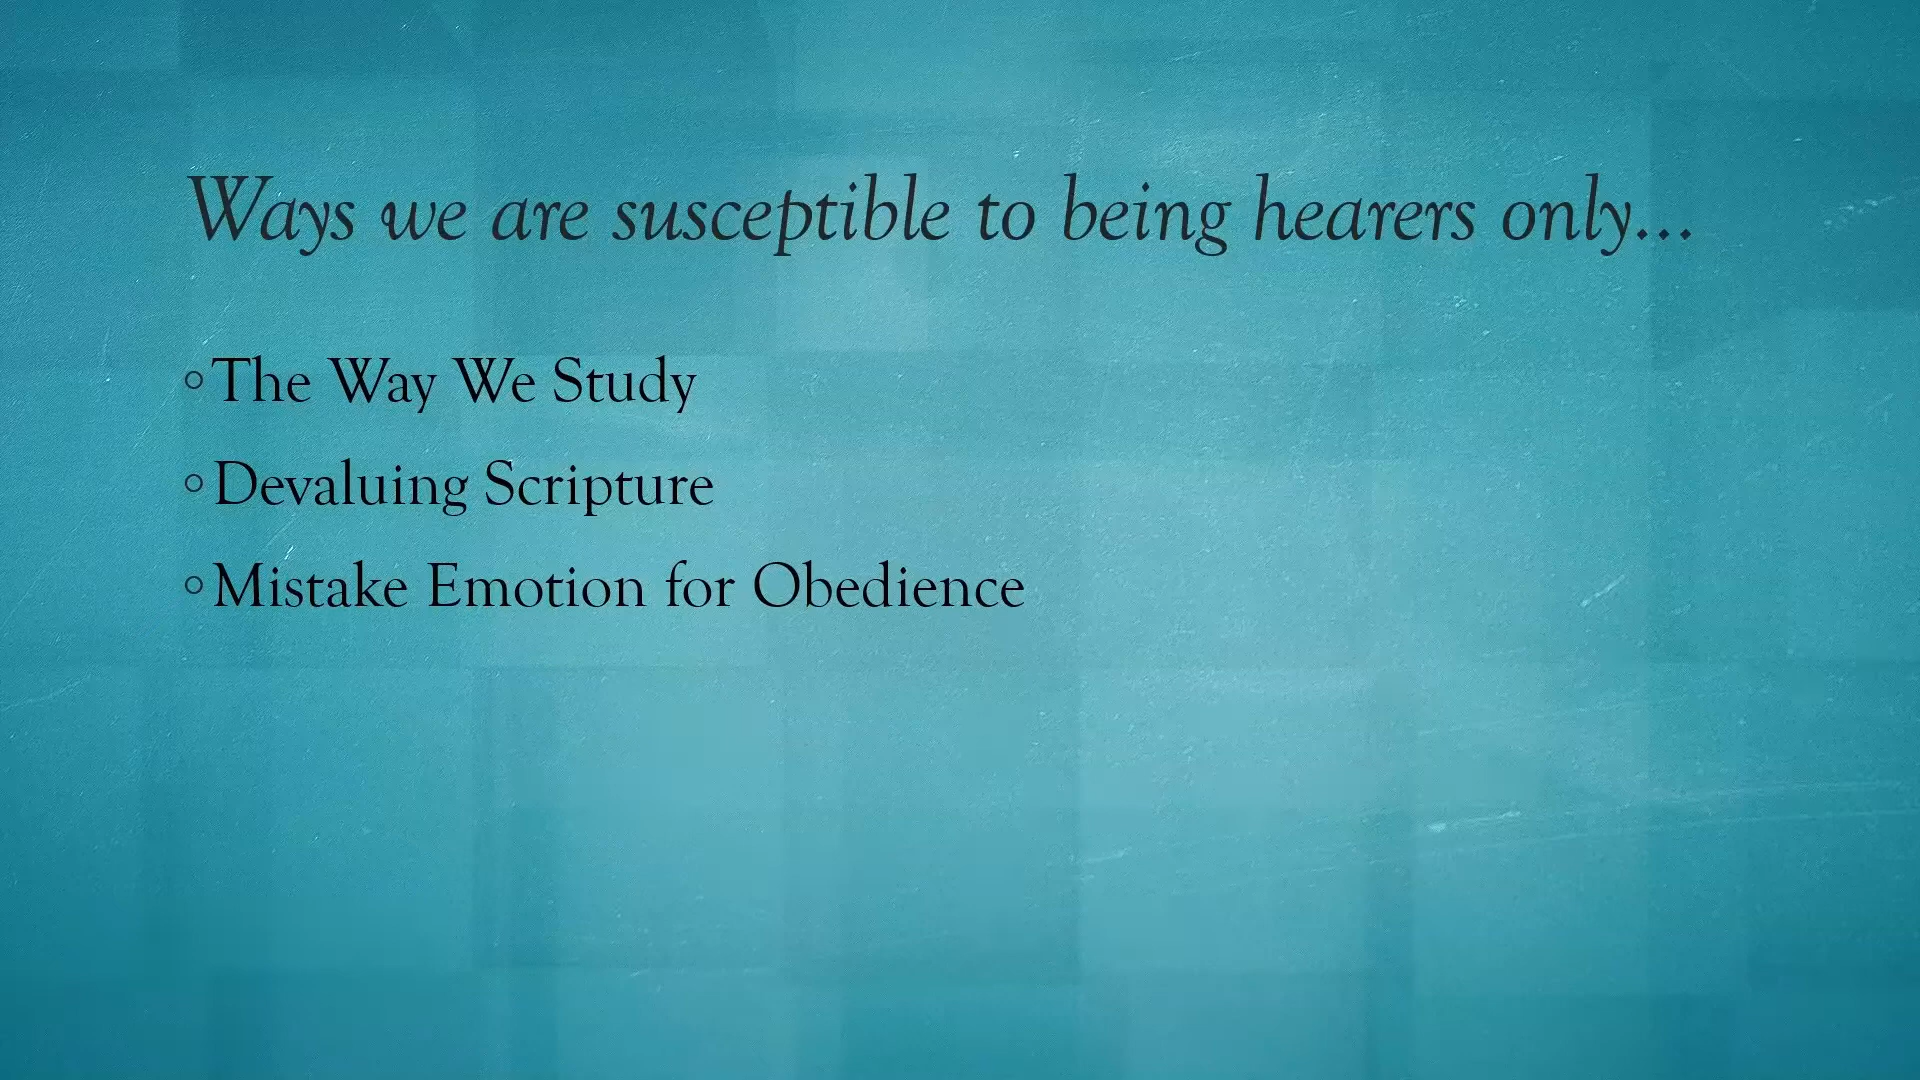 Ways we are susceptible to being hearers only...
◦The Way We Study
◦Devaluing Scripture
◦Mistake Emotion for Obedience